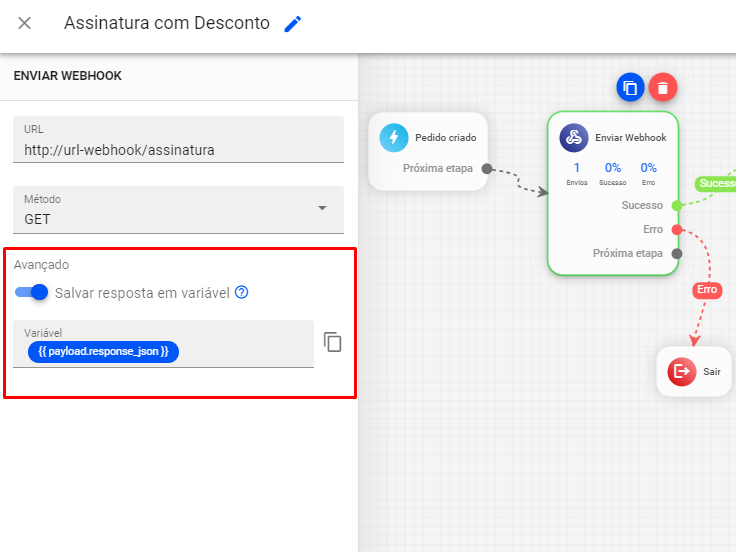 Assinatura com Desconto
ENVIAR WEBHOOK
URL
http://url-webhook/assinatura
Método
GET
Avançado
Salvar resposta em variável ?
Variável
{{ payload.response_json }}
Pedido criado
Próxima etapa
Enviar Webhook
1 0% 0%
Envios Sucesso Erro
Sucesso
Erro
Próxima etapa
Sucesso
Erro
Sair